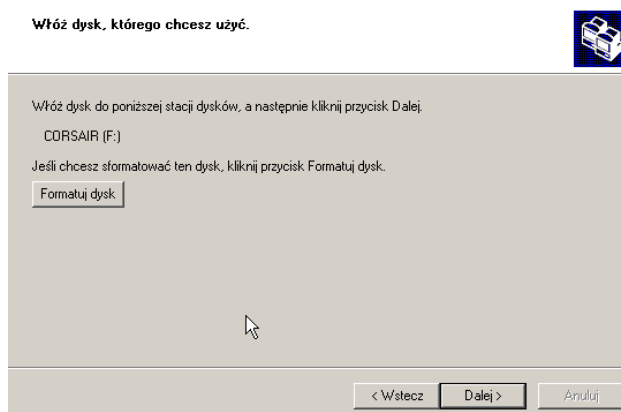 Włóż dysk, którego chcesz użyć.
Włóż dysk do poniższej stacji dysków, a następnie kliknij przycisk Dalej.
CORSAIR (F:)
Jeśli chcesz sformatować ten dysk, kliknij przycisk Formatuj dysk.
Formatuj dysk
< Wstecz Dalej > Anuluj